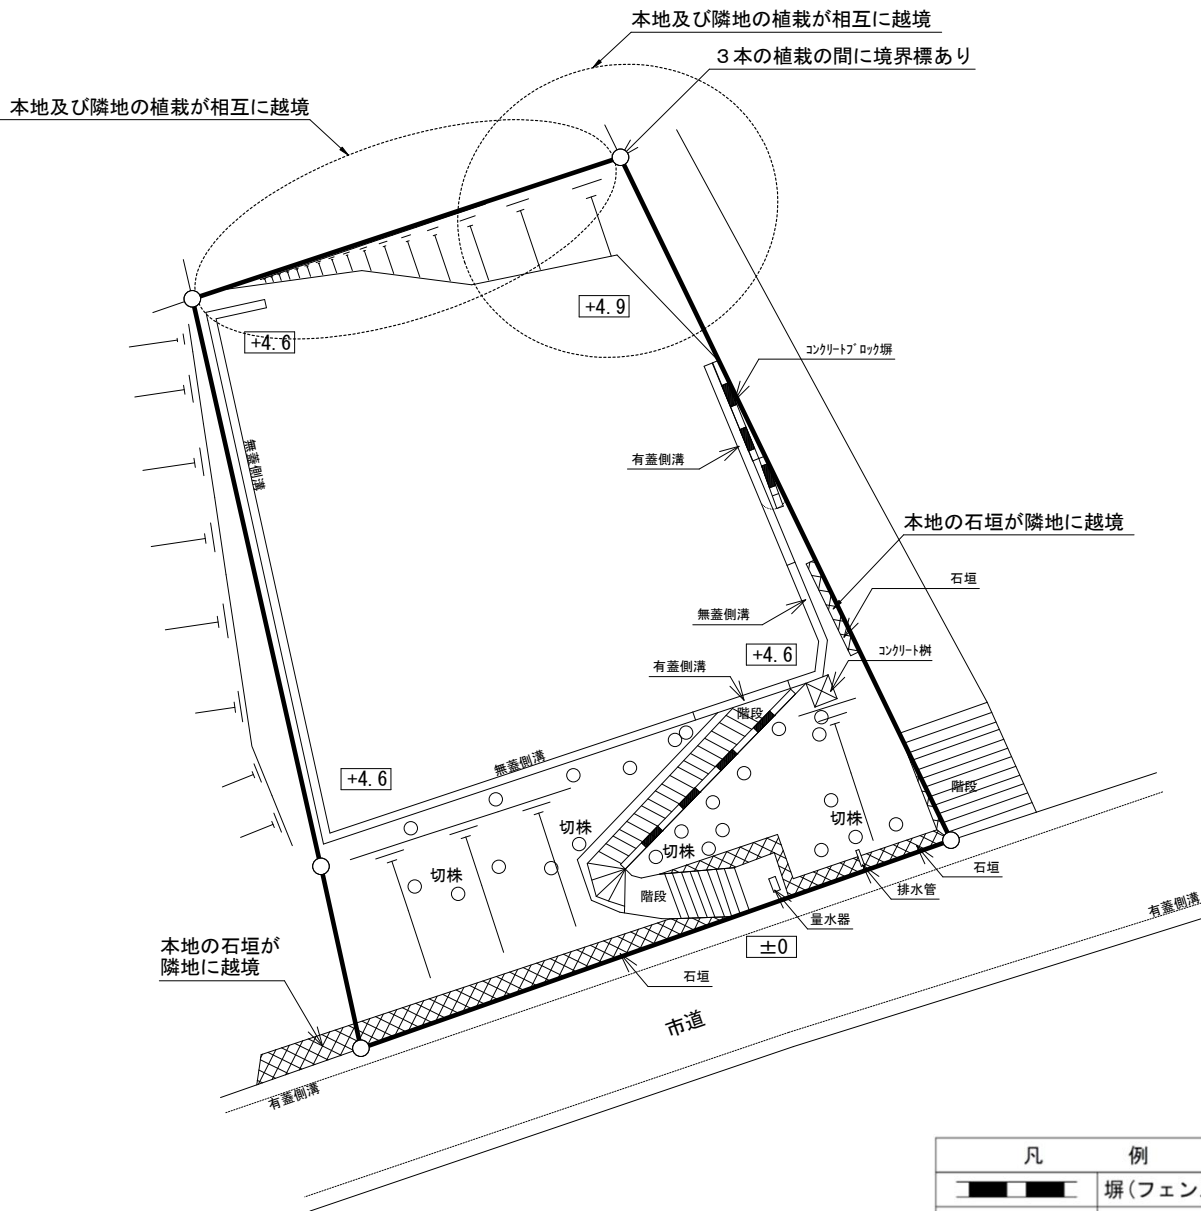 本地及び隣地の植栽が相互に越境
３本の植栽の間に境界標あり
本地及び隣地の植栽が相互に越境
+4.9
+4.6
コンクリートブロック塀
無蓋側溝
有蓋側溝
本地の石垣が隣地に越境
石垣
無蓋側溝
コンクリート桝
+4.6
有蓋側溝
階段
無蓋側溝
+4.6
階段
切株
切株
切株
切株
石垣
階段
排水管
量水器
有蓋側溝
±0
本地の石垣が
隣地に越境
石垣
市道
有蓋側溝
凡　例
塀(フェン